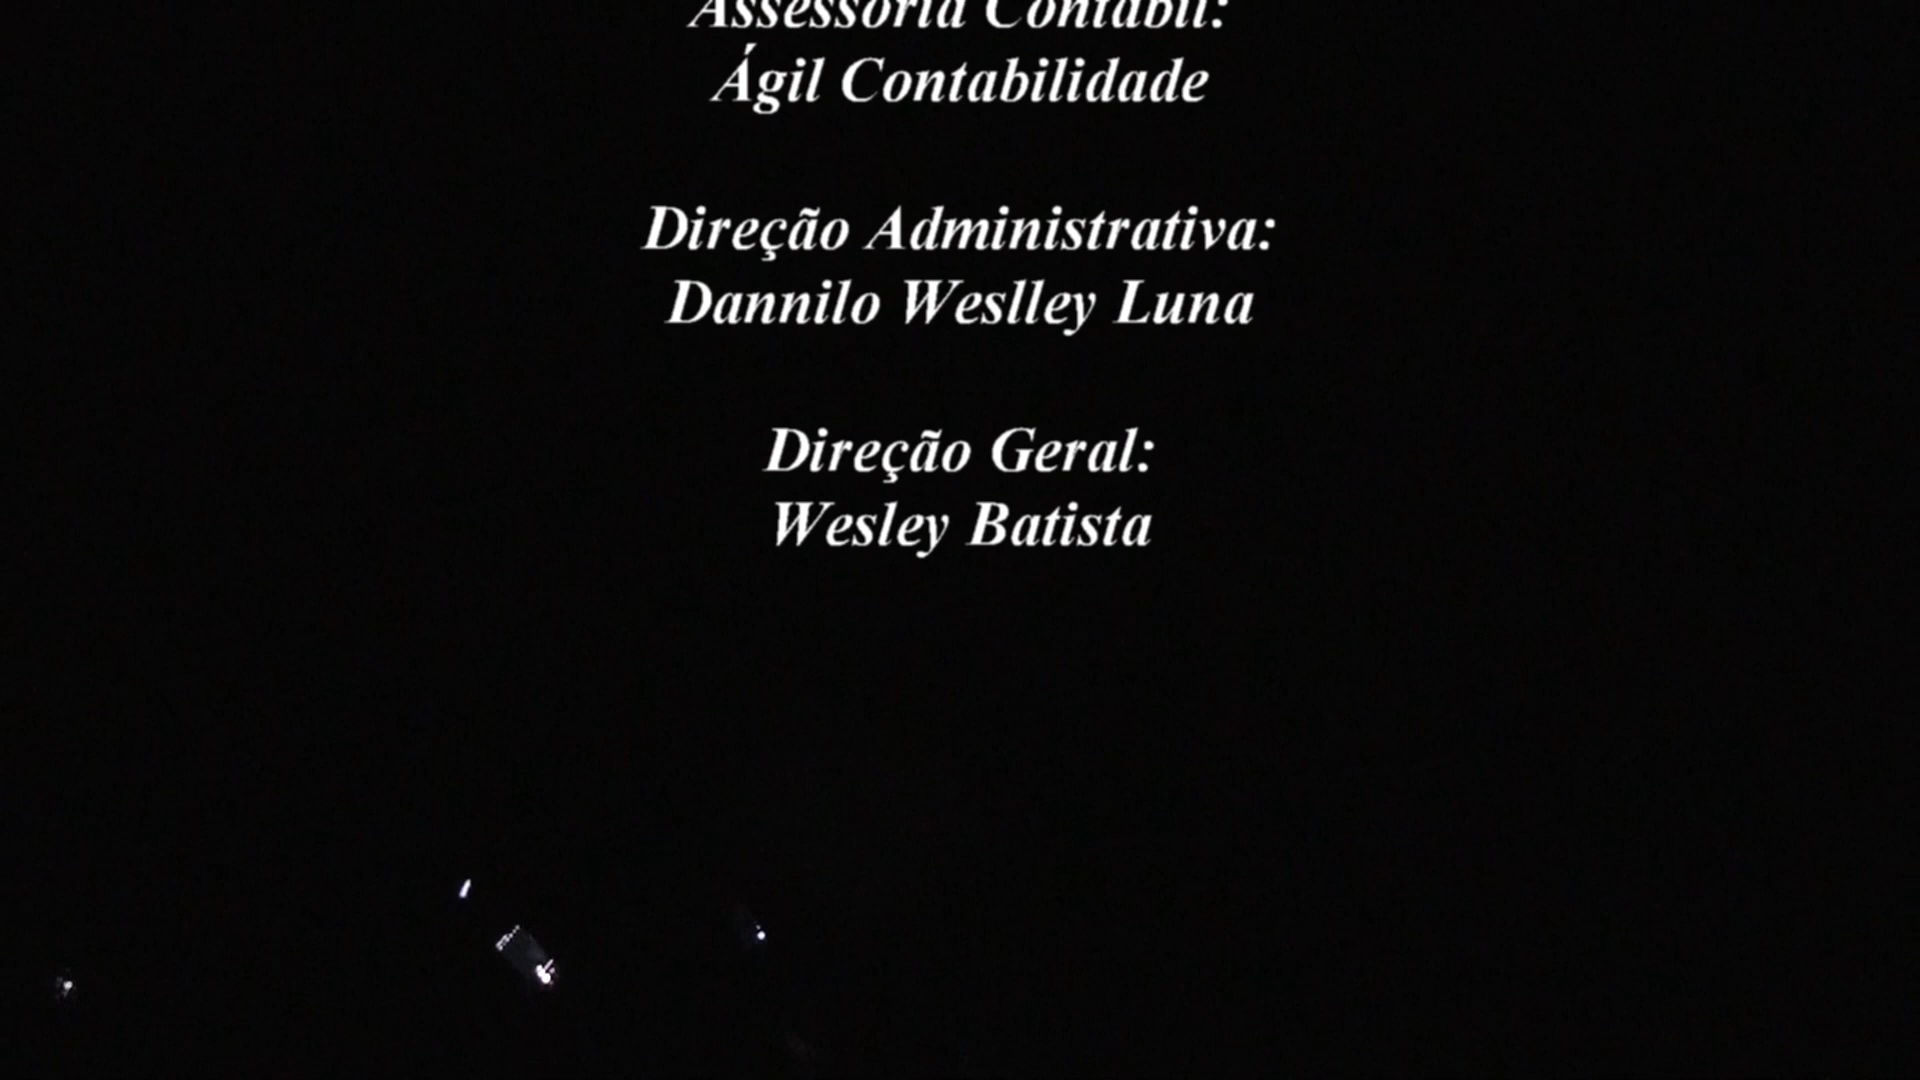 Assessoria Contábil:
Ágil Contabilidade
Direção Administrativa:
Dannilo Weslley Luna
Direção Geral:
Wesley Batista